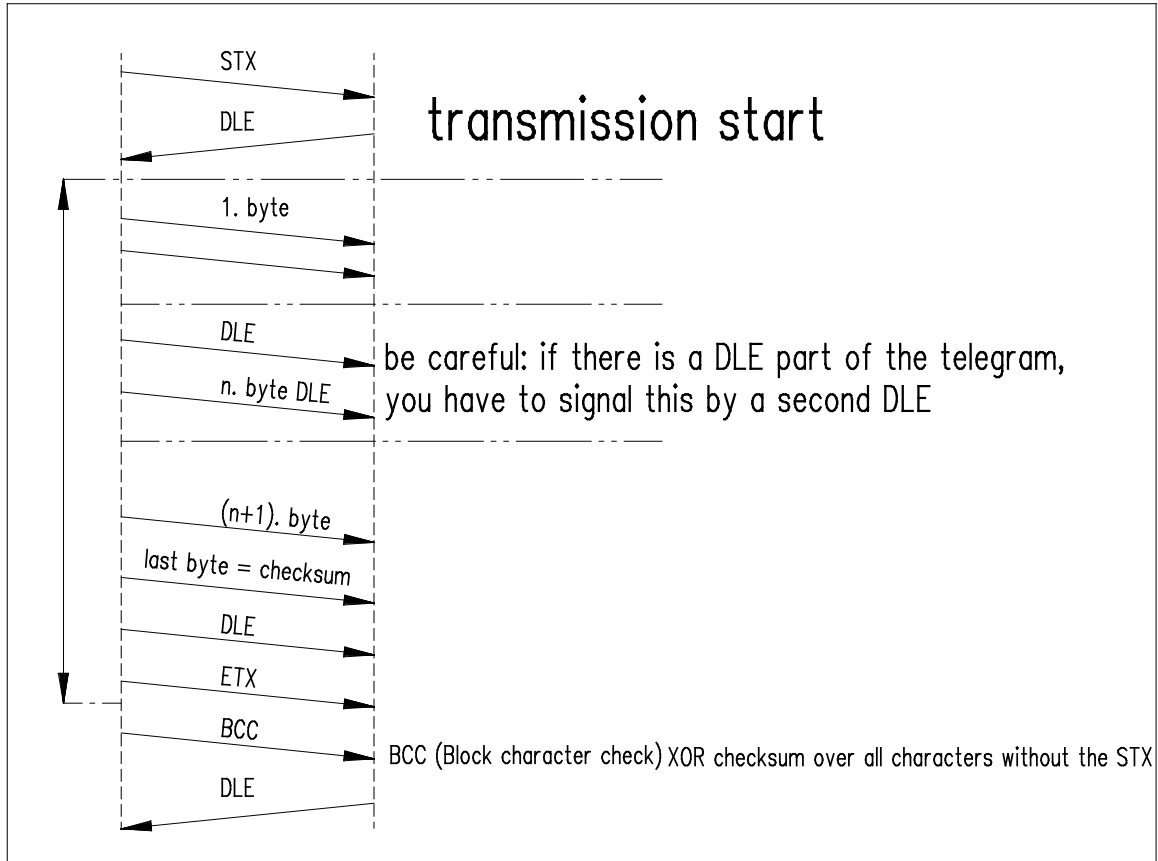 STX
transmission start
DLE
1. byte
DLE
be careful: if there is a DLE part of the telegram,
n. byte DLE
you have to signal this by a second DLE
(n+1). byte
last byte = checksum
DLE
ETX
BCC
BCC (Block character check) XOR checksum over all characters without the STX
DLE